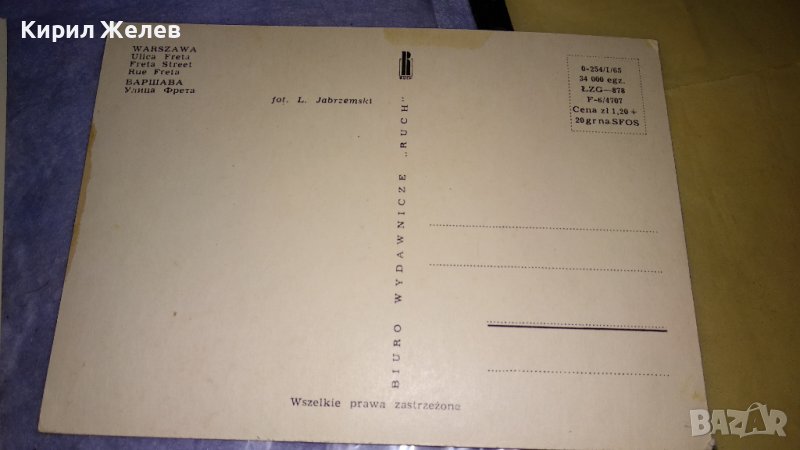 Кирил Желев
WARSZAWA
Ulica Freta
Freta Street
Rue Freta
ВАРШАВА
Улица Фрета
fot. L. Jabrzemski
BIURO WYDAWNICZE „RUCH"
0-254/I/65
34 000 egz.
ŁZG—878
F-6/4707
Cena zł 1,20 +
20 gr na SFOS
Wszelkie prawa zastrzeżone
BAZAR
bg